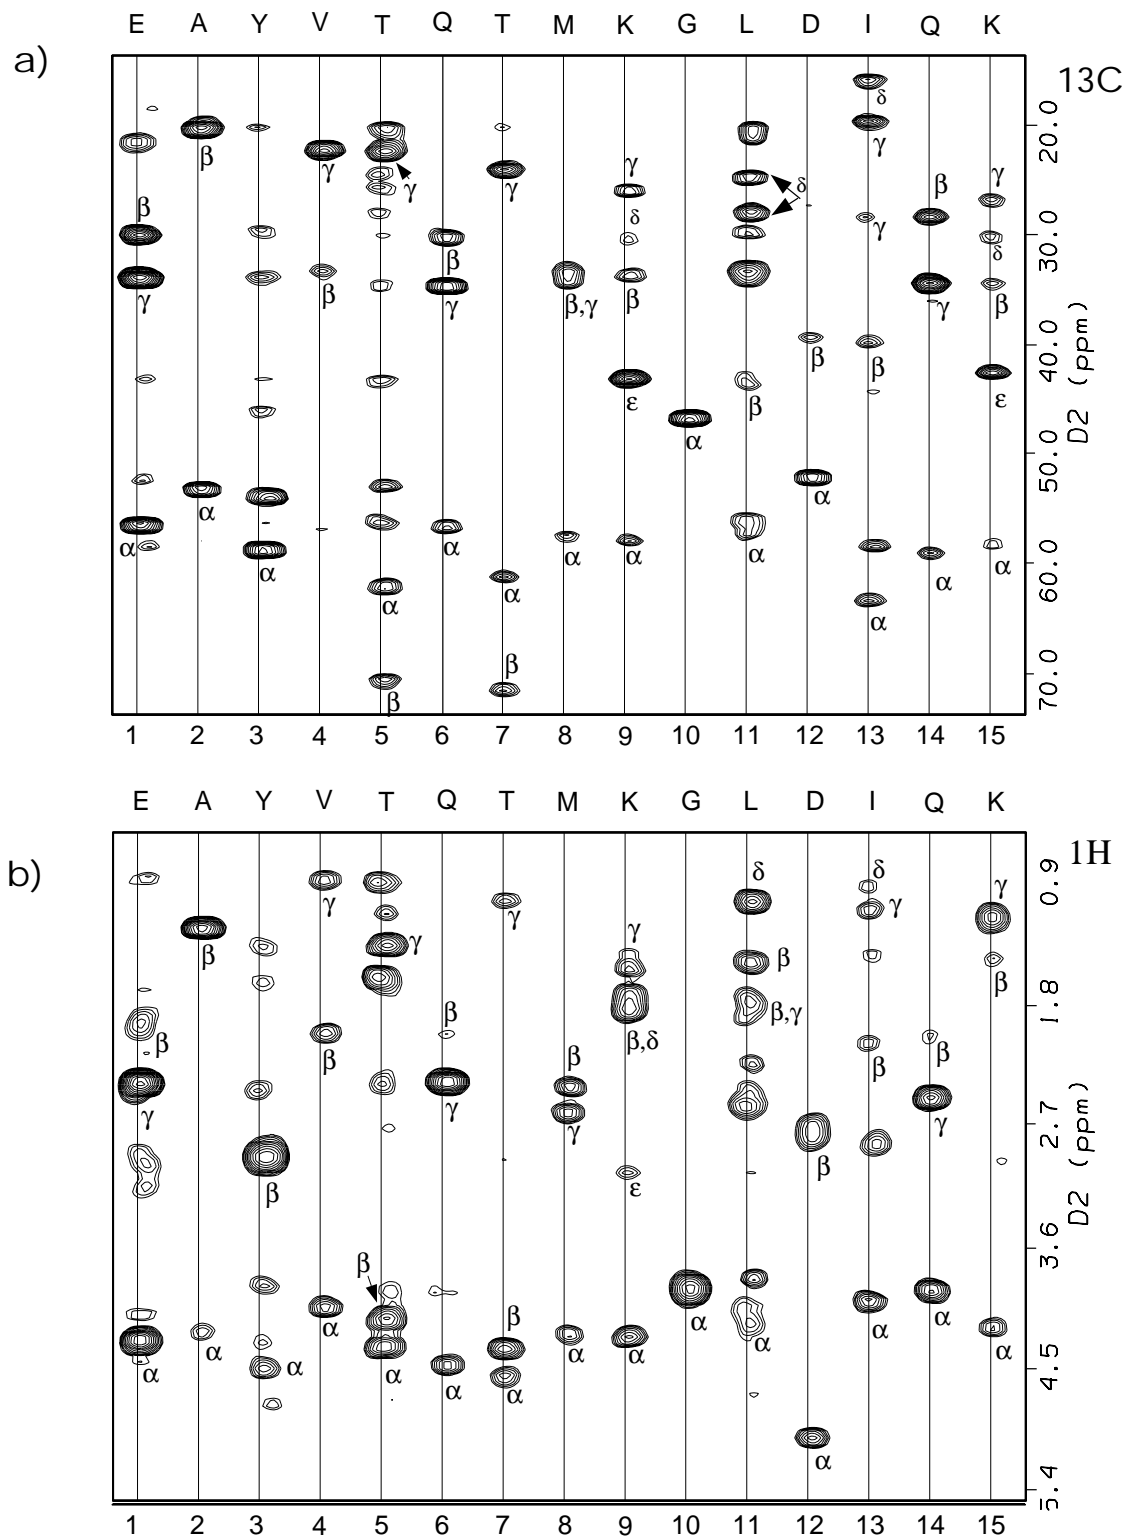 E A Y V T Q T M K G L D I Q K
a)
13C
δ
20.0
β γ γ γ γ γ δ β γ
β δ γ 30.0
β δ
γ β γ β,γ β γ β
40.0
β β
ε β ε
α
D2 (ppm)
50.0
α α
α α α α α α
α
60.0
α α α α
β
70.0
β
1 2 3 4 5 6 7 8 9 10 11 12 13 14 15
E A Y V T Q T M K G L D I Q K
b)
1H
δ δ
0.9
γ γ γ γ
β γ γ β β
1.8
β β,γ
β β β,δ β β
β
γ γ γ γ
2.7
β β
ε
D2 (ppm)
3.6
β
α β α α α
α α α α α α
α α α
4.5
α
5.4
1 2 3 4 5 6 7 8 9 10 11 12 13 14 15